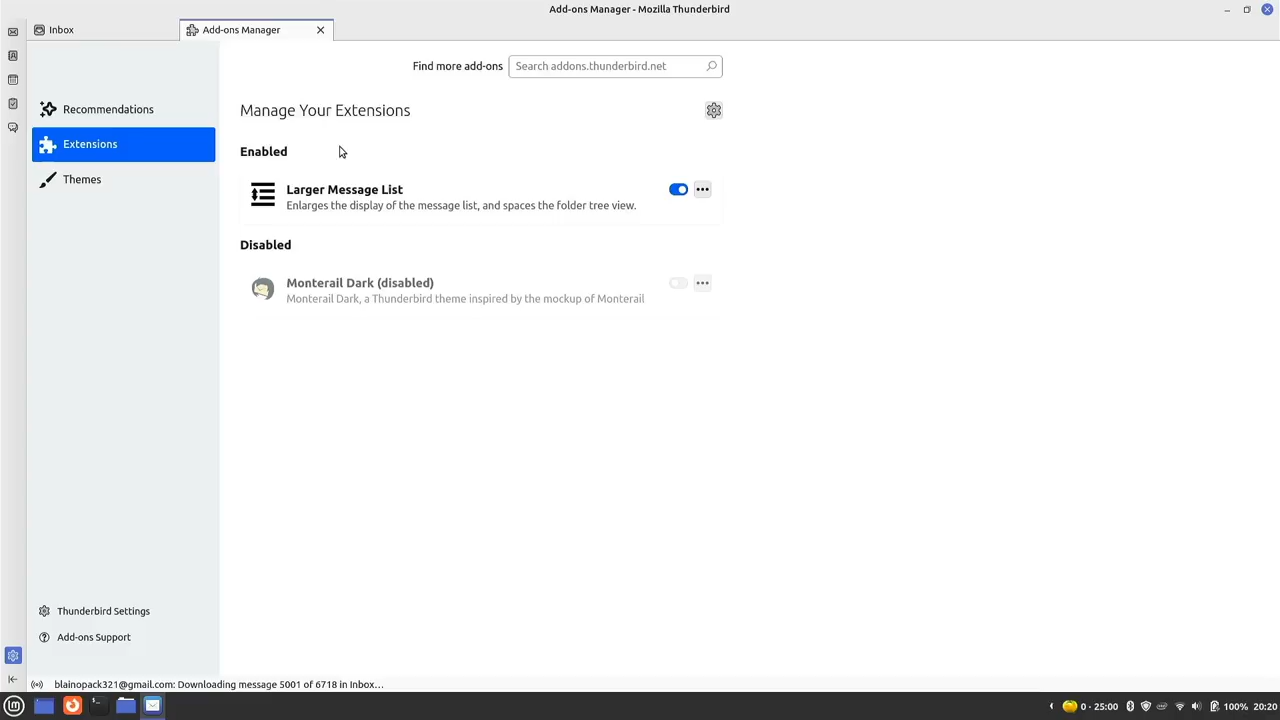 Add-ons Manager - Mozilla Thunderbird
Inbox
Add-ons Manager
Find more add-ons
Search addons.thunderbird.net
Recommendations
Manage Your Extensions
Extensions
Enabled
Themes
Larger Message List
Enlarges the display of the message list, and spaces the folder tree view.
Disabled
Monterail Dark (disabled)
Monterail Dark, a Thunderbird theme inspired by the mockup of Monterail
Thunderbird Settings
Add-ons Support
blainopack321@gmail.com: Downloading message 5001 of 6718 in Inbox...
0 - 25:00
100%
20:20